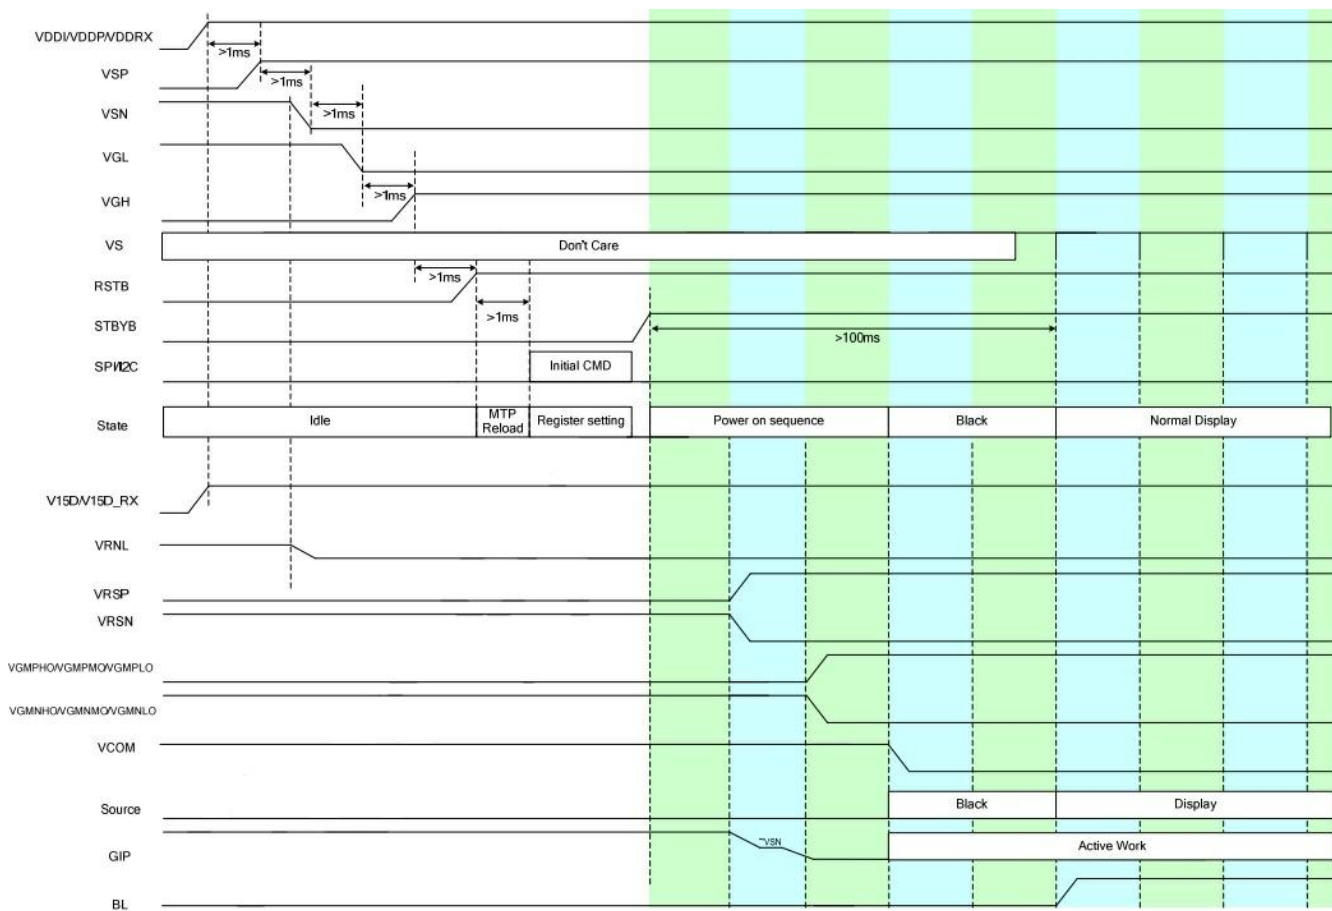 VDDI/VDDP/VDDRX
>1ms
VSP
>1ms
VSN
>1ms
VGL
>1ms
VGH
VS
Don't Care
RSTB
>1ms
>1ms
STBYB
>100ms
SPI/I2C
Initial CMD
State
Idle
MTP
Reload
Register setting
Power on sequence
Black
Normal Display
V15D/V15D_RX
VRNL
VRSP
VRSN
VGMPHO/VGMPMO/VGMPLO
VGMNHO/VGMNMO/VGMNLO
VCOM
Source
Black
Display
GIP
~VSN
Active Work
BL